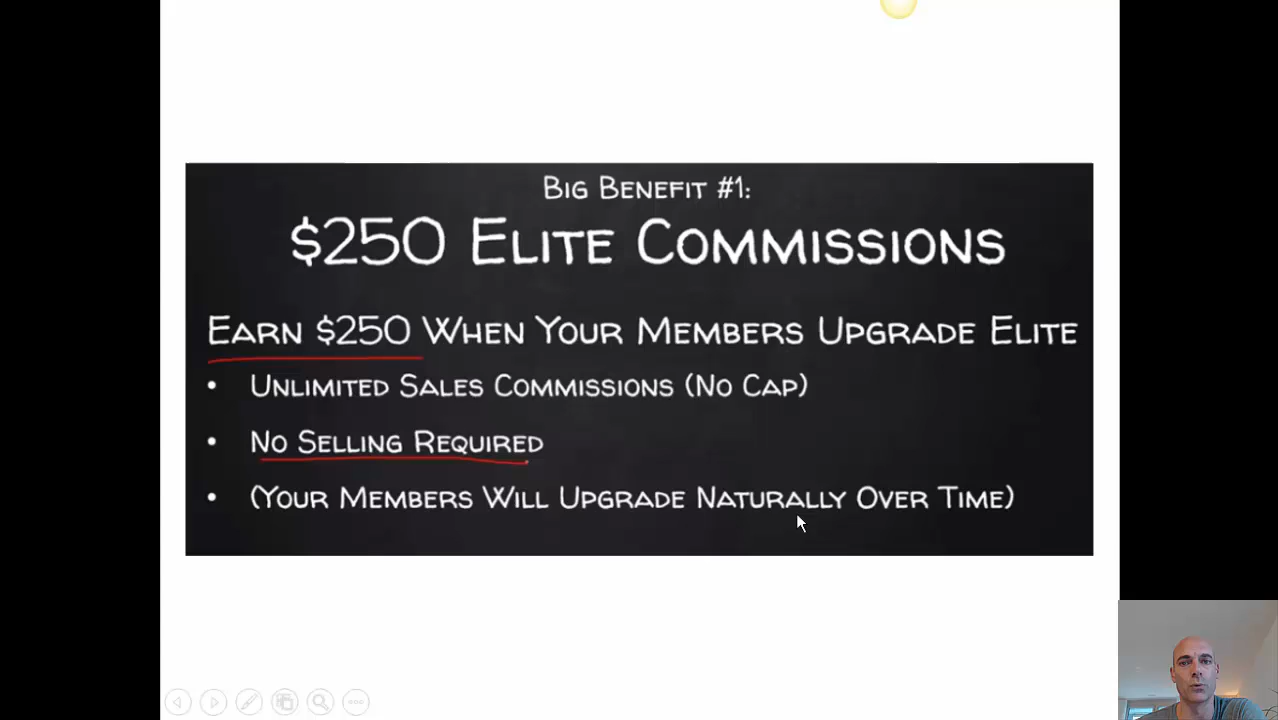 Big Benefit #1:
$250 Elite Commissions
Earn $250 When Your Members Upgrade Elite
• Unlimited Sales Commissions (No Cap)
• No Selling Required
• (Your Members Will Upgrade Naturally Over Time)